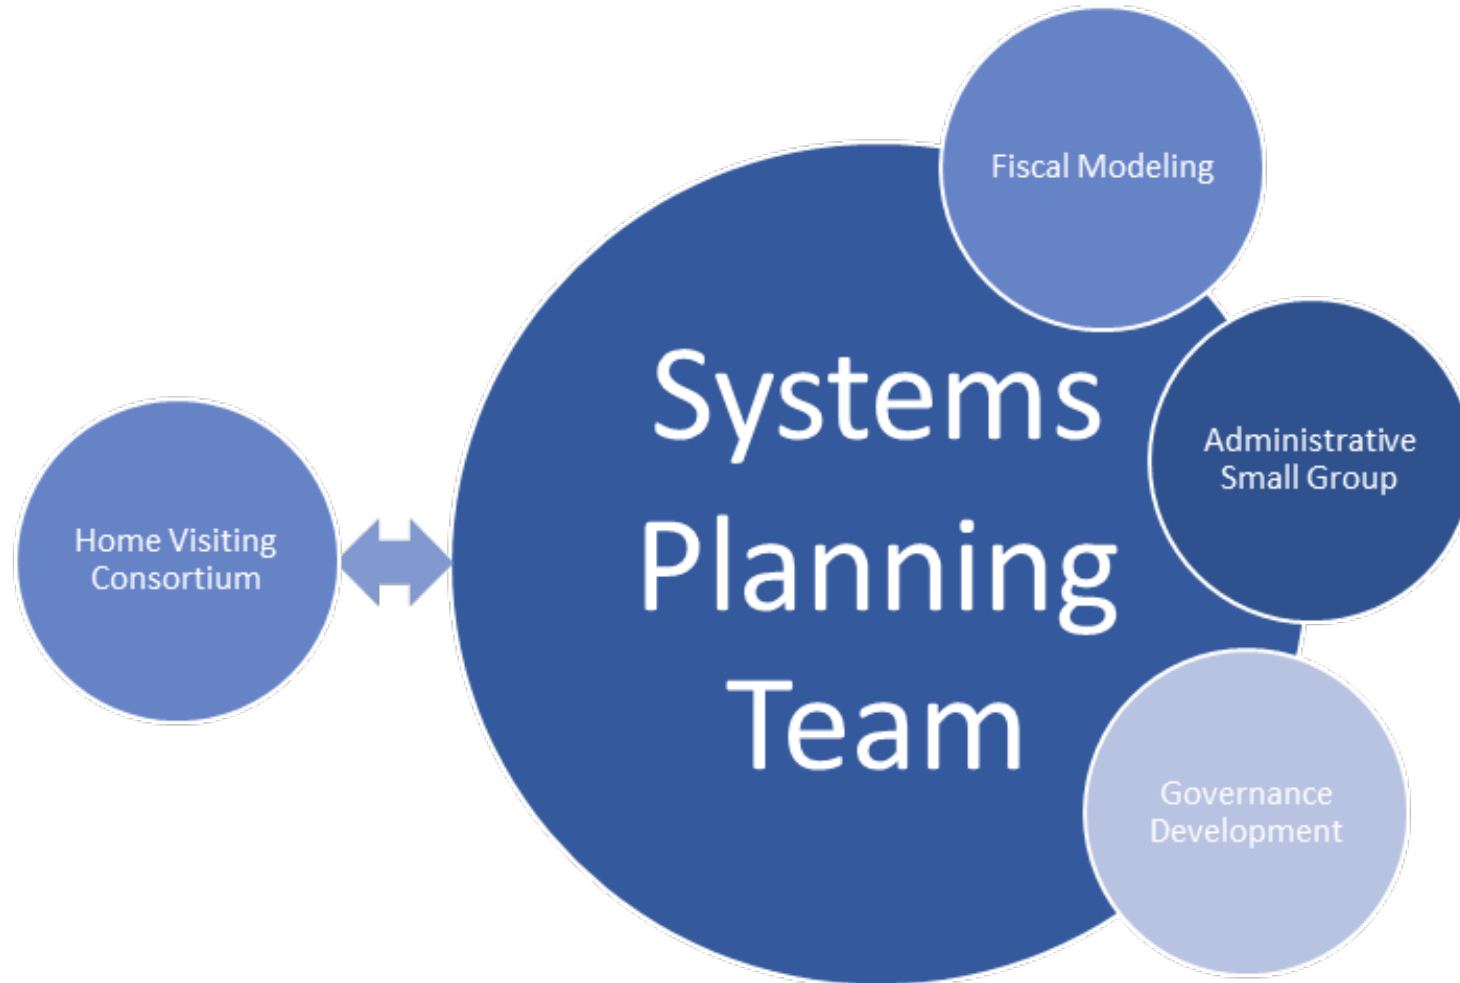 Fiscal Modeling
Systems
Planning
Team
Administrative
Small Group
Home Visiting
Consortium
Governance
Development